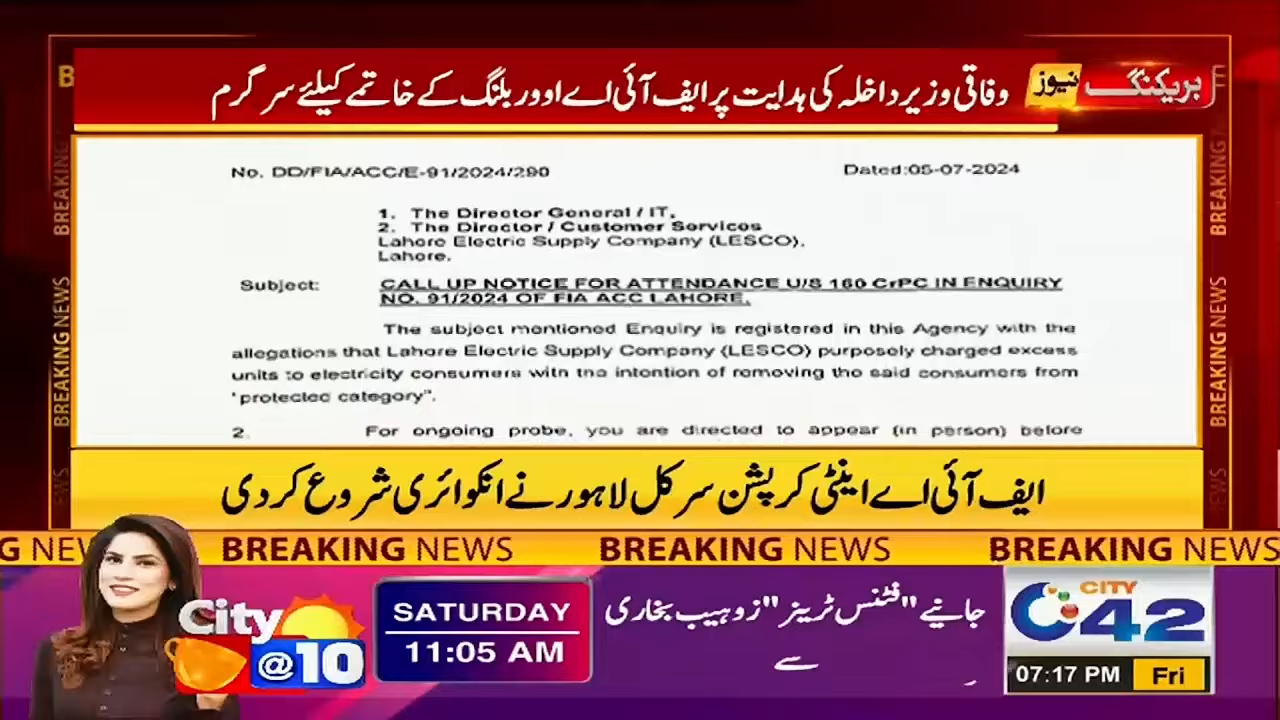 بریکنگ نیوز
وفاقی وزیر داخلہ کی ہدایت پر ایف آئی اے اوور بلنگ کے خاتمے کیلئے سرگرم
No. DD/FIA/ACC/E-91/2024/290 Dated:05-07-2024
1. The Director General / IT,
2. The Director / Customer Services
Lahore Electric Supply Company (LESCO),
Lahore.
Subject: CALL UP NOTICE FOR ATTENDANCE U/S 160 CrPC IN ENQUIRY
NO. 91/2024 OF FIA ACC LAHORE.
The subject mentioned Enquiry is registered in this Agency with the
allegations that Lahore Electric Supply Company (LESCO) purposely charged excess
units to electricity consumers with the intention of removing the said consumers from
"protected category".
2. For ongoing probe, you are directed to appear (in person) before
ایف آئی اے اینٹی کرپشن سرکل لاہور نے انکوائری شروع کر دی
BREAKING NEWS
BREAKING NEWS
BREAKING NEWS
BREAKING NEWS
BREAKING NEWS
City
@10
SATURDAY
11:05 AM
جانیے "فٹنس ٹرینر" زوہیب بخاری
سے
CITY
42
07:17 PM Fri